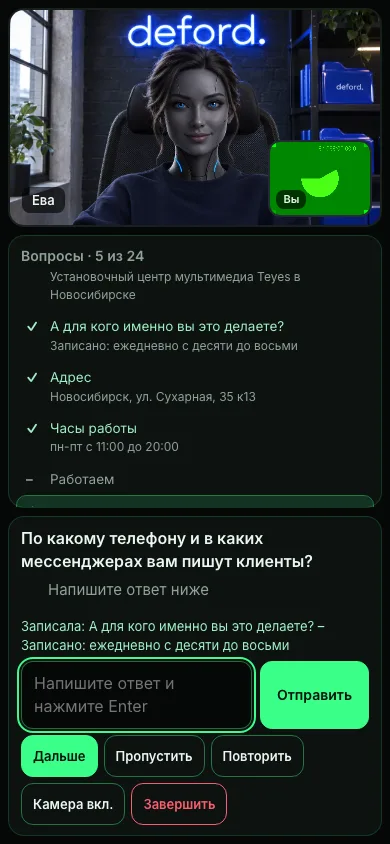 deford.
deford.
Ева
Вы
Вопросы · 5 из 24
Установочный центр мультимедиа Teyes в
Новосибирске
А для кого именно вы это делаете?
Записано: ежедневно с десяти до восьми
Адрес
Новосибирск, ул. Сухарная, 35 к13
Часы работы
пн-пт с 11:00 до 20:00
– Работаем
По какому телефону и в каких
мессенджерах вам пишут клиенты?
Напишите ответ ниже
Записала: А для кого именно вы это делаете? –
Записано: ежедневно с десяти до восьми
Напишите ответ и
нажмите Enter
Отправить
Дальше
Пропустить
Повторить
Камера вкл.
Завершить